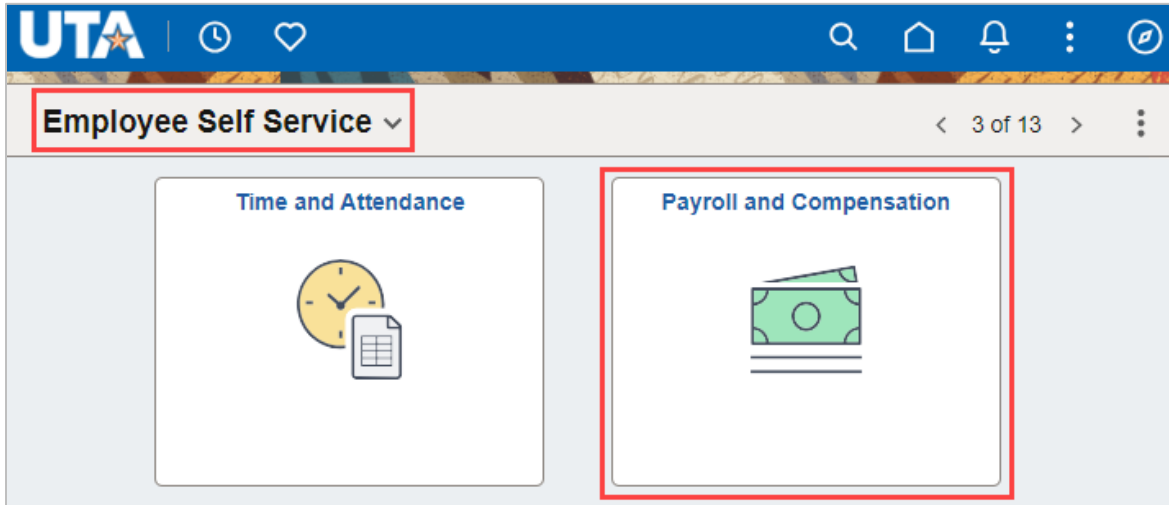 UTA
Employee Self Service
3 of 13
Time and Attendance
Payroll and Compensation